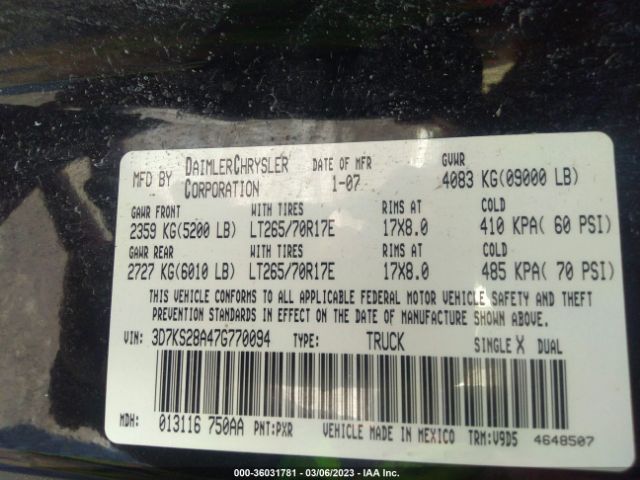 MFD BY DAIMLERCHRYSLER CORPORATION DATE OF MFR 1-07 GVWR 4083 KG(09000 LB)
GAWR FRONT WITH TIRES RIMS AT COLD
2359 KG(5200 LB) LT265/70R17E 17X8.0 410 KPA( 60 PSI)
GAWR REAR WITH TIRES RIMS AT COLD
2727 KG(6010 LB) LT265/70R17E 17X8.0 485 KPA( 70 PSI)
THIS VEHICLE CONFORMS TO ALL APPLICABLE FEDERAL MOTOR VEHICLE SAFETY AND THEFT
PREVENTION STANDARDS IN EFFECT ON THE DATE OF MANUFACTURE SHOWN ABOVE.
VIN: 3D7KS28A47G770094 TYPE: TRUCK SINGLE X DUAL
MDH: 013116 750AA PNT:PXR VEHICLE MADE IN MEXICO TRM:V9D5 4648507
000-36031781 - 03/06/2023 - IAA Inc.